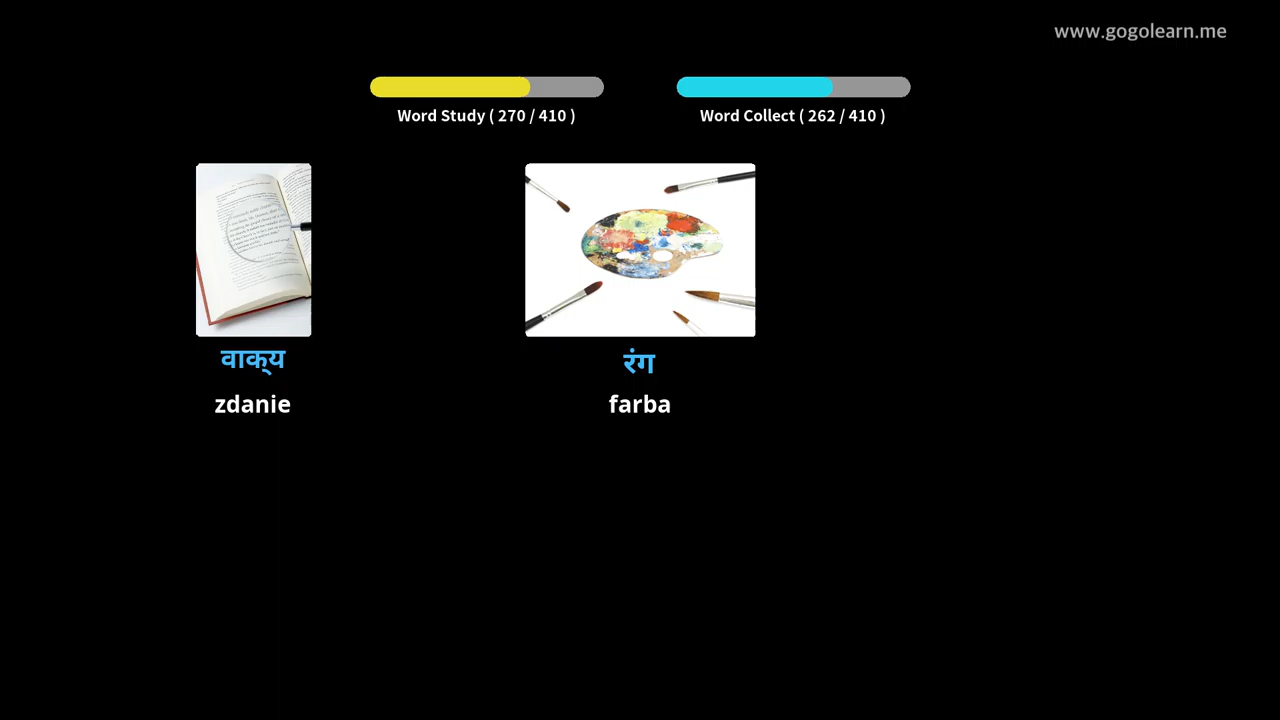 www.gogolearn.me
Word Study ( 270 / 410 )
Word Collect ( 262 / 410 )
वाक्य
zdanie
रंग
farba